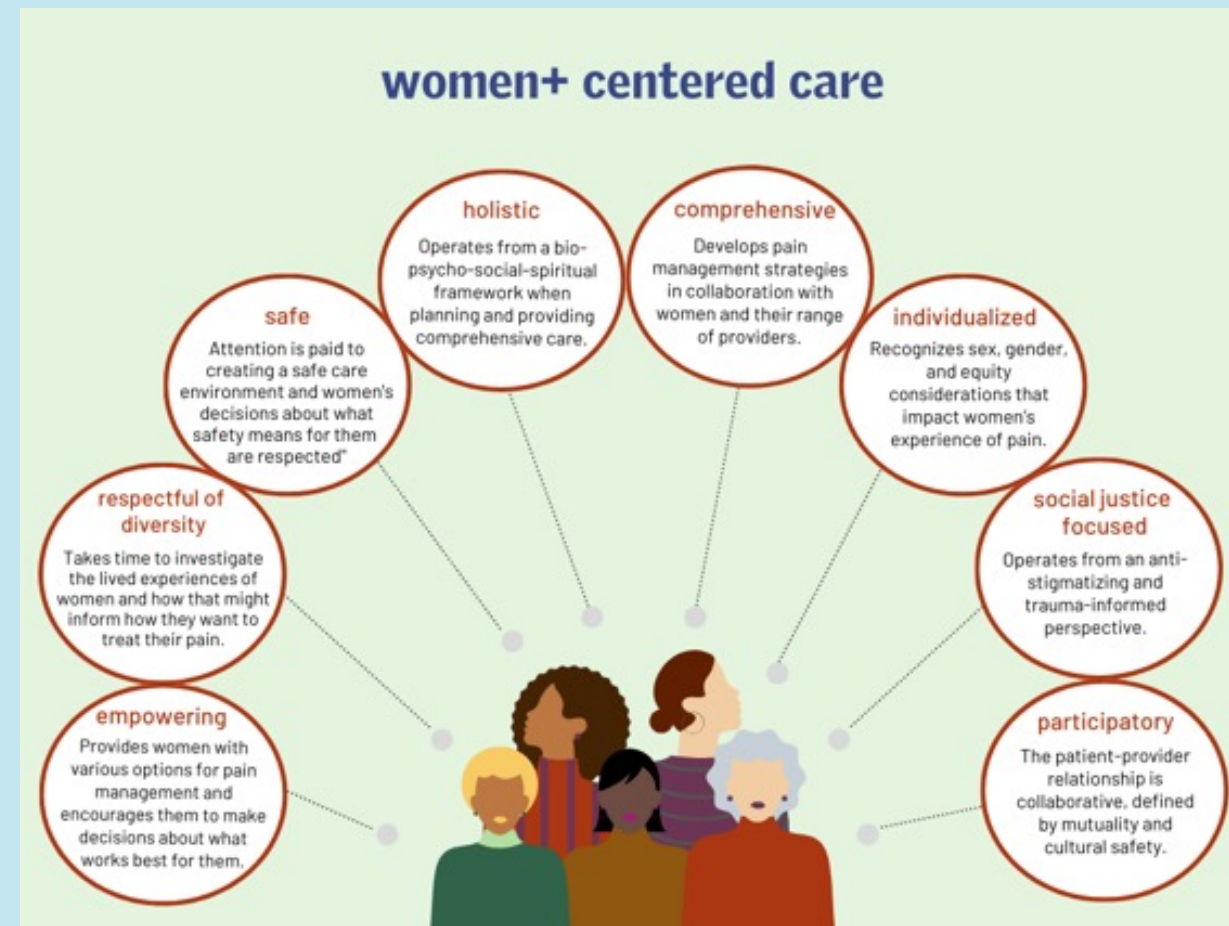 women+ centered care
holistic
Operates from a bio-
psycho-social-spiritual
framework when
planning and providing
comprehensive care.
comprehensive
Develops pain
management strategies
in collaboration with
women and their range
of providers.
safe
Attention is paid to
creating a safe care
environment and women's
decisions about what
safety means for them
are respected"
individualized
Recognizes sex, gender,
and equity
considerations that
impact women's
experience of pain.
respectful of
diversity
Takes time to investigate
the lived experiences of
women and how that might
inform how they want to
treat their pain.
social justice
focused
Operates from an anti-
stigmatizing and
trauma-informed
perspective.
empowering
Provides women with
various options for pain
management and
encourages them to make
decisions about what
works best for them.
participatory
The patient-provider
relationship is
collaborative, defined
by mutuality and
cultural safety.